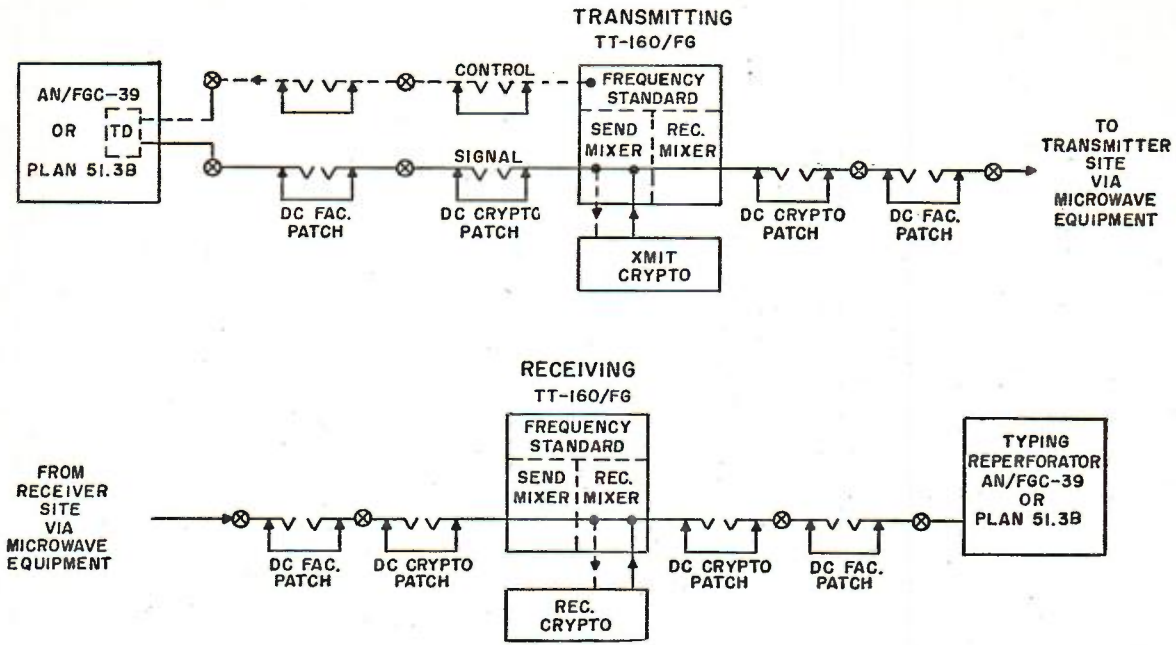 TRANSMITTING
TT-160/FG
AN/FGC-39
OR
TD
PLAN 51.3B
CONTROL
SIGNAL
DC FAC.
PATCH
DC CRYPTO
PATCH
FREQUENCY
STANDARD
SEND
MIXER
REC.
MIXER
XMIT
CRYPTO
DC CRYPTO
PATCH
DC FAC.
PATCH
TO
TRANSMITTER
SITE
VIA
MICROWAVE
EQUIPMENT
RECEIVING
TT-160/FG
FROM
RECEIVER
SITE
VIA
MICROWAVE
EQUIPMENT
DC FAC.
PATCH
DC CRYPTO
PATCH
FREQUENCY
STANDARD
SEND
MIXER
REC.
MIXER
REC.
CRYPTO
DC CRYPTO
PATCH
DC FAC.
PATCH
TYPING
REPERFORATOR
AN/FGC-39
OR
PLAN 51.3B